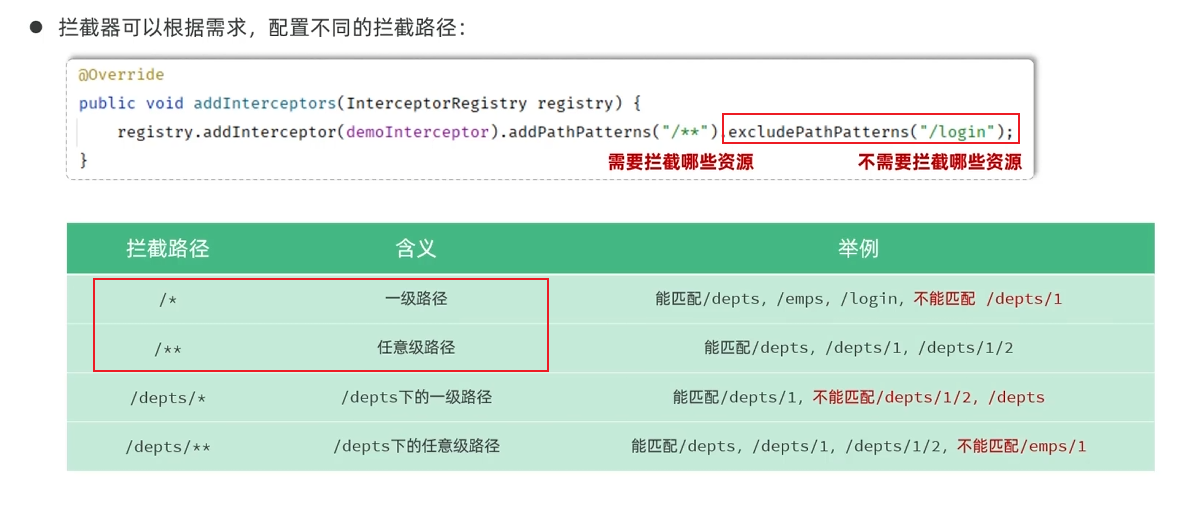 ● 拦截器可以根据需求，配置不同的拦截路径：
@Override
public void addInterceptors(InterceptorRegistry registry) {
registry.addInterceptor(demoInterceptor).addPathPatterns("/**").excludePathPatterns("/login");
}
需要拦截哪些资源 不需要拦截哪些资源
拦截路径 含义 举例
/* 一级路径 能匹配/depts，/emps，/login，不能匹配 /depts/1
/** 任意级路径 能匹配/depts，/depts/1，/depts/1/2
/depts/* /depts下的一级路径 能匹配/depts/1，不能匹配/depts/1/2，/depts
/depts/** /depts下的任意级路径 能匹配/depts，/depts/1，/depts/1/2，不能匹配/emps/1